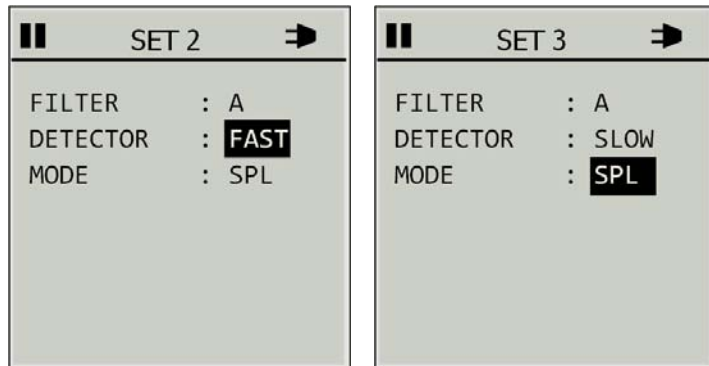 SET 2
FILTER : A
DETECTOR : FAST
MODE : SPL
SET 3
FILTER : A
DETECTOR : SLOW
MODE : SPL